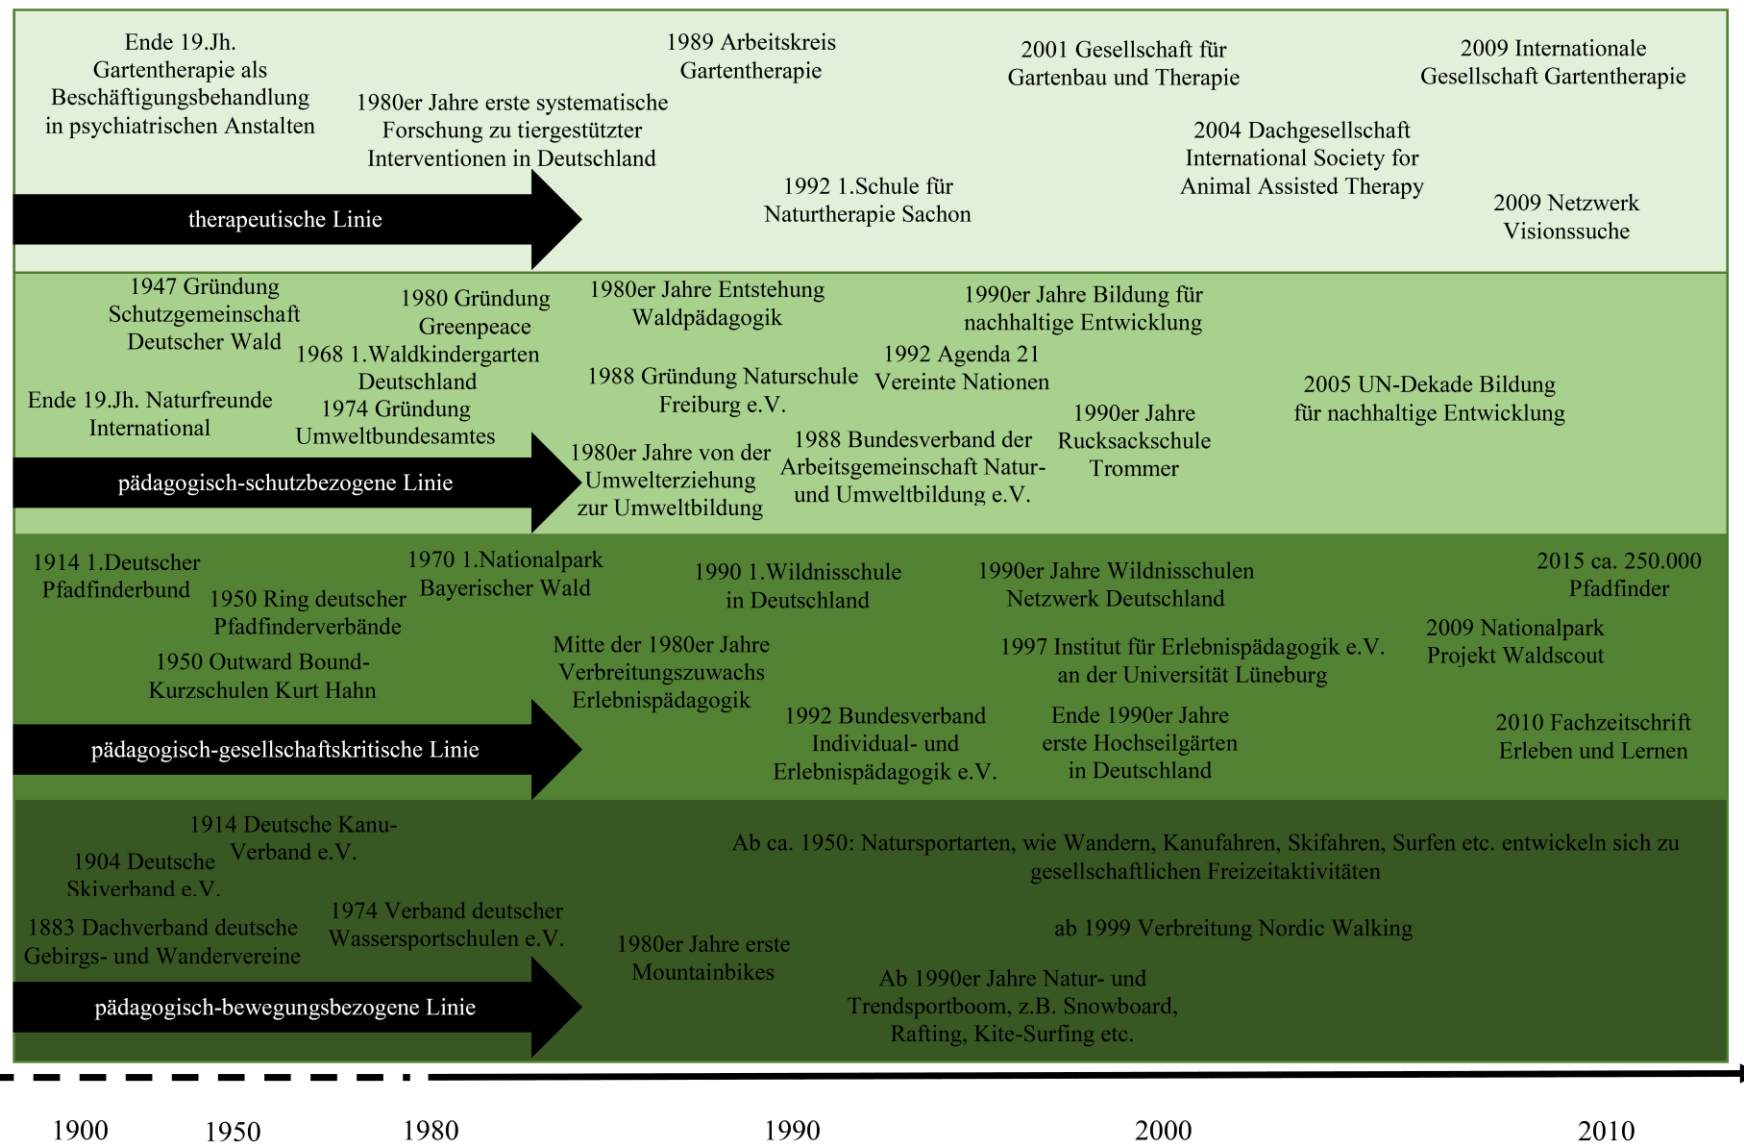 Ende 19.Jh.
Gartentherapie als
Beschäftigungsbehandlung
in psychiatrischen Anstalten
1980er Jahre erste systematische
Forschung zu tiergestützter
Interventionen in Deutschland
1989 Arbeitskreis
Gartentherapie
1992 1.Schule für
Naturtherapie Sachon
2001 Gesellschaft für
Gartenbau und Therapie
2004 Dachgesellschaft
International Society for
Animal Assisted Therapy
2009 Internationale
Gesellschaft Gartentherapie
2009 Netzwerk
Visionssuche
therapeutische Linie
1947 Gründung
Schutzgemeinschaft
Deutscher Wald
1980 Gründung
Greenpeace
1968 1.Waldkindergarten
Deutschland
Ende 19.Jh. Naturfreunde
International
1974 Gründung
Umweltbundesamtes
1980er Jahre Entstehung
Waldpädagogik
1988 Gründung Naturschule
Freiburg e.V.
1980er Jahre von der
Umwelterziehung
zur Umweltbildung
1990er Jahre Bildung für
nachhaltige Entwicklung
1992 Agenda 21
Vereinte Nationen
1988 Bundesverband der
Arbeitsgemeinschaft Natur-
und Umweltbildung e.V.
1990er Jahre
Rucksackschule
Trommer
2005 UN-Dekade Bildung
für nachhaltige Entwicklung
pädagogisch-schutzbezogene Linie
1914 1.Deutscher
Pfadfinderbund
1950 Ring deutscher
Pfadfinderverbände
1970 1.Nationalpark
Bayerischer Wald
1950 Outward Bound-
Kurzschulen Kurt Hahn
Mitte der 1980er Jahre
Verbreitungszuwachs
Erlebnispädagogik
1990 1.Wildnisschule
in Deutschland
1992 Bundesverband
Individual- und
Erlebnispädagogik e.V.
1990er Jahre Wildnisschulen
Netzwerk Deutschland
1997 Institut für Erlebnispädagogik e.V.
an der Universität Lüneburg
Ende 1990er Jahre
erste Hochseilgärten
in Deutschland
2015 ca. 250.000
Pfadfinder
2009 Nationalpark
Projekt Waldscout
2010 Fachzeitschrift
Erleben und Lernen
pädagogisch-gesellschaftskritische Linie
1914 Deutsche Kanu-
Verband e.V.
1904 Deutsche
Skiverband e.V.
1883 Dachverband deutsche
Gebirgs- und Wandervereine
1974 Verband deutscher
Wassersportschulen e.V.
1980er Jahre erste
Mountainbikes
Ab ca. 1950: Natursportarten, wie Wandern, Kanufahren, Skifahren, Surfen etc. entwickeln sich zu
gesellschaftlichen Freizeitaktivitäten
ab 1999 Verbreitung Nordic Walking
Ab 1990er Jahre Natur- und
Trendsportboom, z.B. Snowboard,
Rafting, Kite-Surfing etc.
pädagogisch-bewegungsbezogene Linie
1900 1950 1980 1990 2000 2010